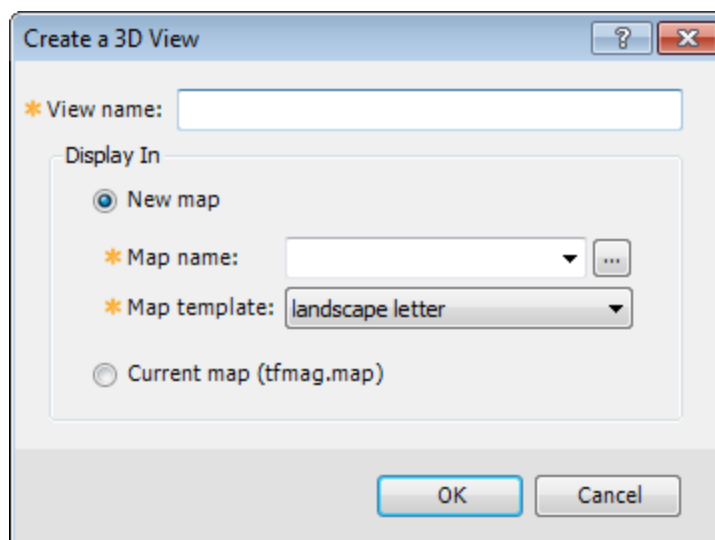 Create a 3D View
* View name:
Display In
New map
* Map name:
...
* Map template: landscape letter
Current map (tfmag.map)
OK Cancel